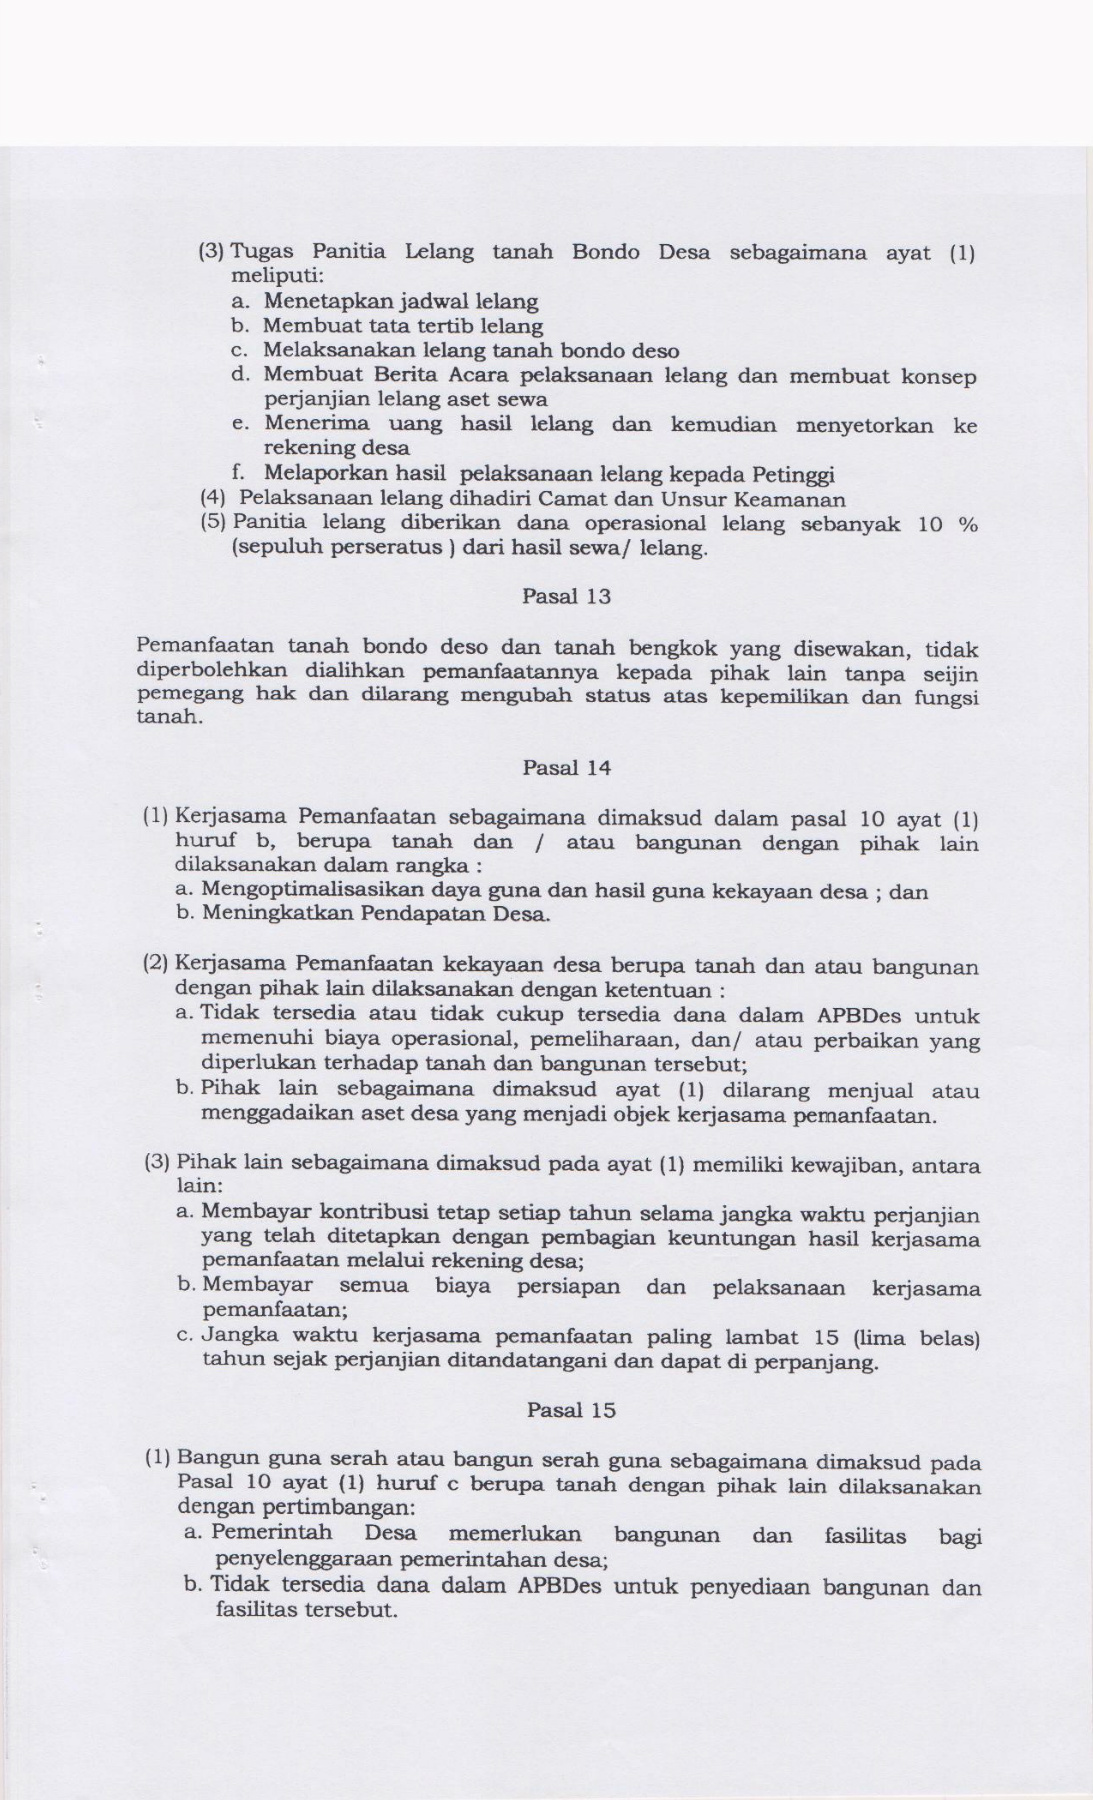 (3) Tugas Panitia Lelang tanah Bondo Desa sebagaimana ayat (1)
meliputi:
a. Menetapkan jadwal lelang
b. Membuat tata tertib lelang
c. Melaksanakan lelang tanah bondo deso
d. Membuat Berita Acara pelaksanaan lelang dan membuat konsep
perjanjian lelang aset sewa
e. Menerima uang hasil lelang dan kemudian menyetorkan ke
rekening desa
f. Melaporkan hasil pelaksanaan lelang kepada Petinggi
(4) Pelaksanaan lelang dihadiri Camat dan Unsur Keamanan
(5) Panitia lelang diberikan dana operasional lelang sebanyak 10 %
(sepuluh perseratus ) dari hasil sewa/ lelang.
Pasal 13
Pemanfaatan tanah bondo deso dan tanah bengkok yang disewakan, tidak
diperbolehkan dialihkan pemanfaatannya kepada pihak lain tanpa seijin
pemegang hak dan dilarang mengubah status atas kepemilikan dan fungsi
tanah.
Pasal 14
(1) Kerjasama Pemanfaatan sebagaimana dimaksud dalam pasal 10 ayat (1)
huruf b, berupa tanah dan / atau bangunan dengan pihak lain
dilaksanakan dalam rangka :
a. Mengoptimalisasikan daya guna dan hasil guna kekayaan desa ; dan
b. Meningkatkan Pendapatan Desa.
(2) Kerjasama Pemanfaatan kekayaan desa berupa tanah dan atau bangunan
dengan pihak lain dilaksanakan dengan ketentuan :
a. Tidak tersedia atau tidak cukup tersedia dana dalam APBDes untuk
memenuhi biaya operasional, pemeliharaan, dan/ atau perbaikan yang
diperlukan terhadap tanah dan bangunan tersebut;
b. Pihak lain sebagaimana dimaksud ayat (1) dilarang menjual atau
menggadaikan aset desa yang menjadi objek kerjasama pemanfaatan.
(3) Pihak lain sebagaimana dimaksud pada ayat (1) memiliki kewajiban, antara
lain:
a. Membayar kontribusi tetap setiap tahun selama jangka waktu perjanjian
yang telah ditetapkan dengan pembagian keuntungan hasil kerjasama
pemanfaatan melalui rekening desa;
b. Membayar semua biaya persiapan dan pelaksanaan kerjasama
pemanfaatan;
c. Jangka waktu kerjasama pemanfaatan paling lambat 15 (lima belas)
tahun sejak perjanjian ditandatangani dan dapat di perpanjang.
Pasal 15
(1) Bangun guna serah atau bangun serah guna sebagaimana dimaksud pada
Pasal 10 ayat (1) huruf c berupa tanah dengan pihak lain dilaksanakan
dengan pertimbangan:
a. Pemerintah Desa memerlukan bangunan dan fasilitas bagi
penyelenggaraan pemerintahan desa;
b. Tidak tersedia dana dalam APBDes untuk penyediaan bangunan dan
fasilitas tersebut.